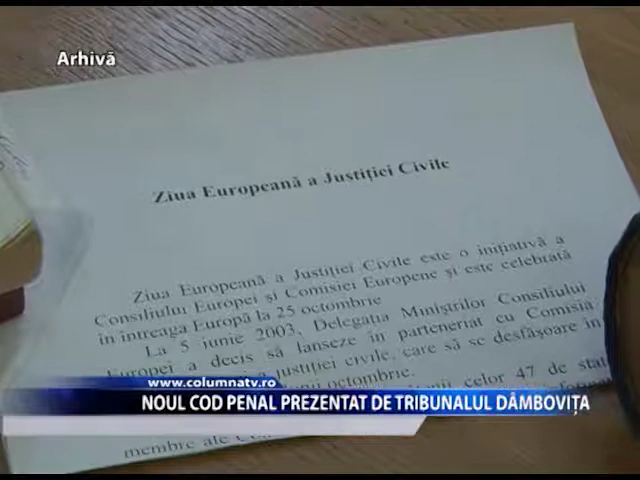 Arhivă
Ziua Europeană a Justiției Civile
Ziua Europeană a Justiției Civile este o inițiativă a
Consiliului Europei și Comisiei Europene și este celebrată
în întreaga Europă la 25 octombrie
La 5 iunie 2003, Delegația Miniștrilor Consiliului
Europei a decis să lanseze în parteneriat cu Comisia
justiției civile, care să se desfășoare în
octombrie.
celor 47 de stat
www.columnatv.ro
NOUL COD PENAL PREZENTAT DE TRIBUNALUL DÂMBOVIȚA
membre ale